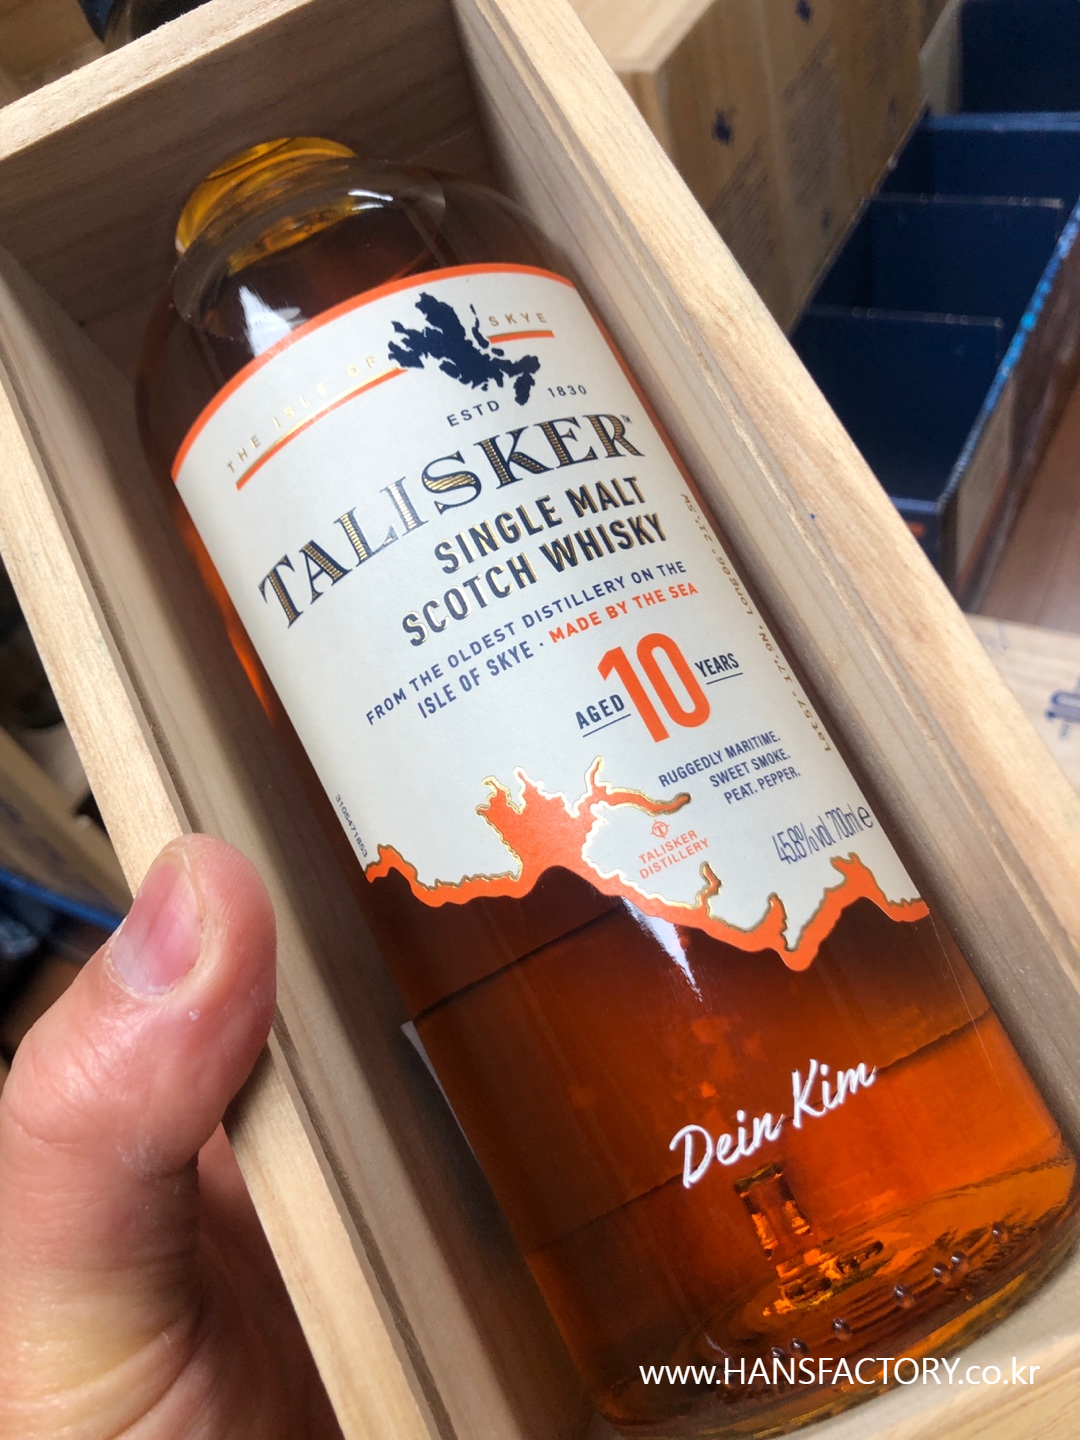 THE ISLE OF SKYE
ESTD 1830
TALISKER™
SINGLE MALT
SCOTCH WHISKY
FROM THE OLDEST DISTILLERY ON THE
ISLE OF SKYE · MADE BY THE SEA
AGED 10 YEARS
RUGGEDLY MARITIME.
SWEET SMOKE.
PEAT. PEPPER.
TALISKER
DISTILLERY
45.8% vol 700ml e
Dein Kim
www.HANSFACTORY.co.kr